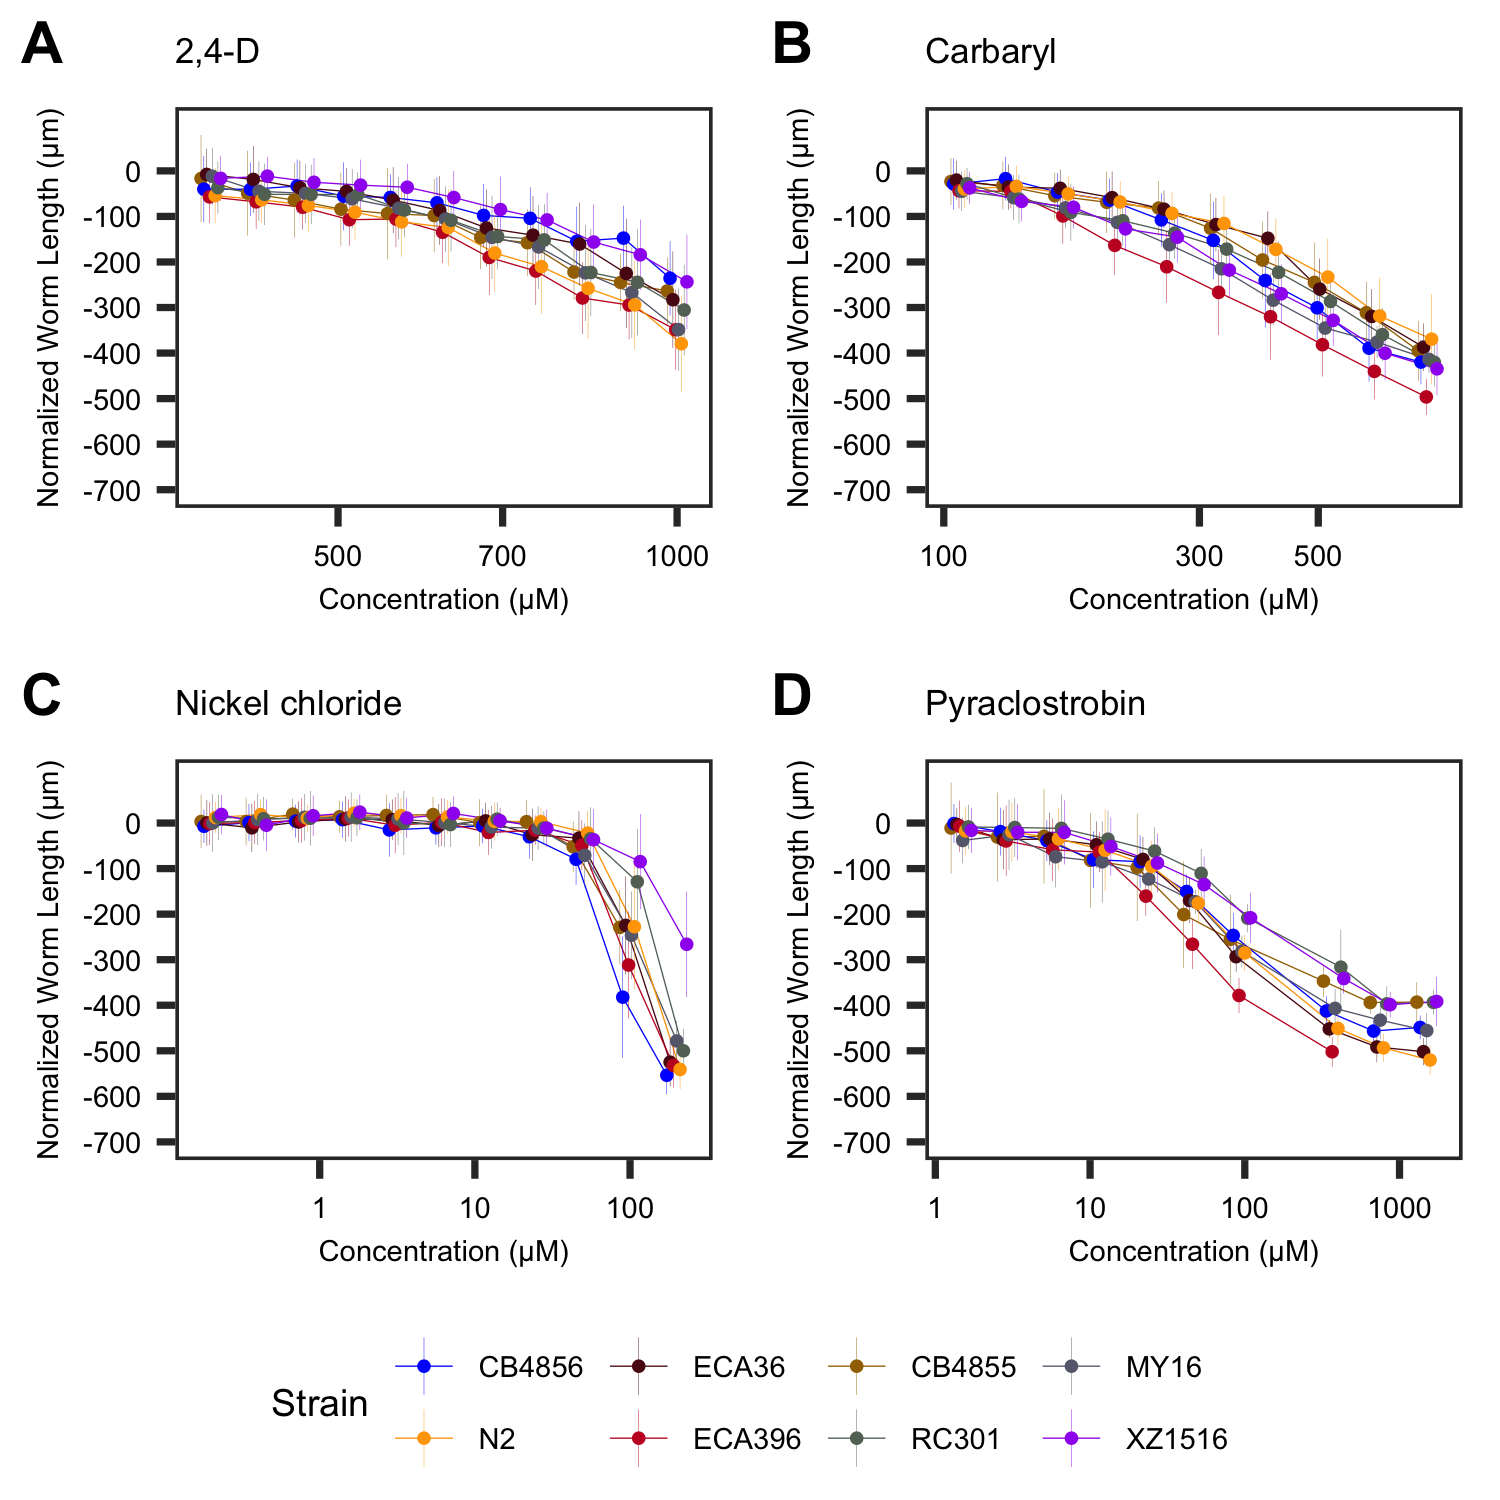 A 2,4-D
Normalized Worm Length (µm)
0
-100
-200
-300
-400
-500
-600
-700
500 700 1000
Concentration (µM)
B Carbaryl
Normalized Worm Length (µm)
0
-100
-200
-300
-400
-500
-600
-700
100 300 500
Concentration (µM)
C Nickel chloride
Normalized Worm Length (µm)
0
-100
-200
-300
-400
-500
-600
-700
1 10 100
Concentration (µM)
D Pyraclostrobin
Normalized Worm Length (µm)
0
-100
-200
-300
-400
-500
-600
-700
1 10 100 1000
Concentration (µM)
Strain
CB4856 ECA36 CB4855 MY16
N2 ECA396 RC301 XZ1516